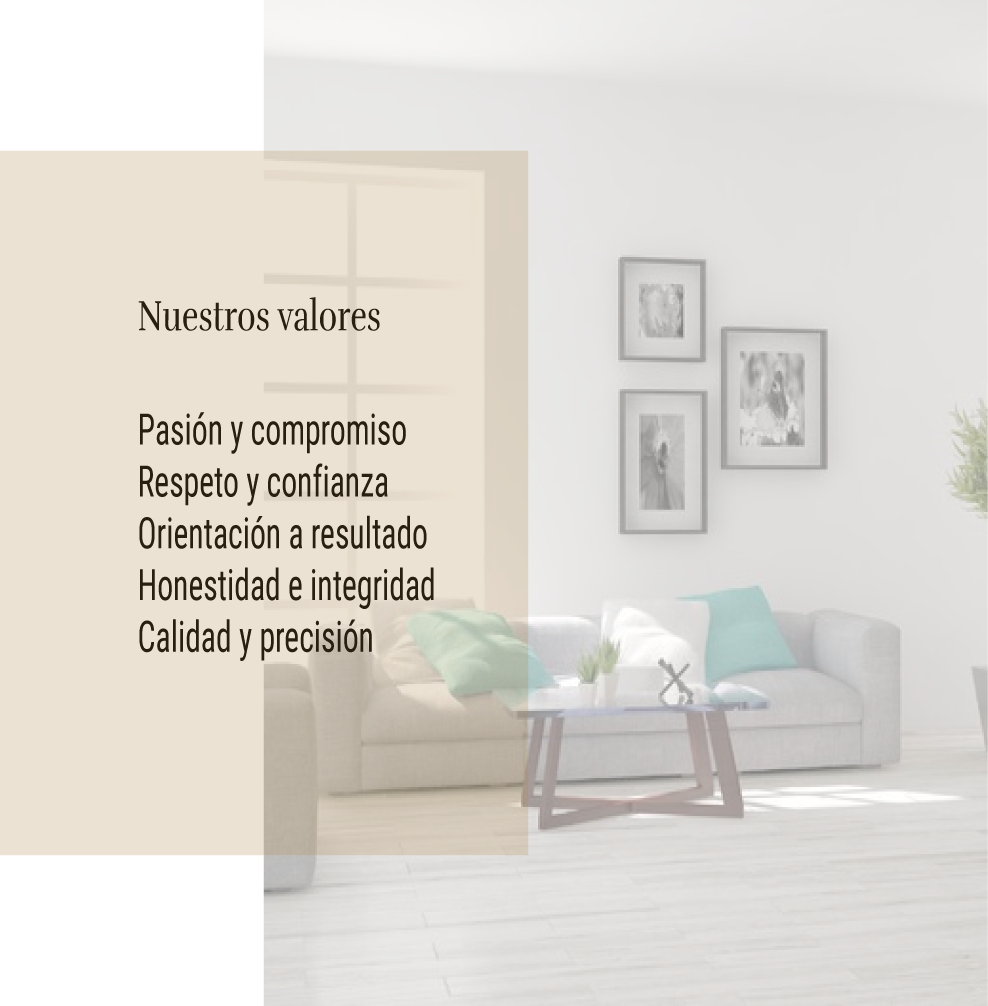 Nuestros valores
Pasión y compromiso
Respeto y confianza
Orientación a resultado
Honestidad e integridad
Calidad y precisión